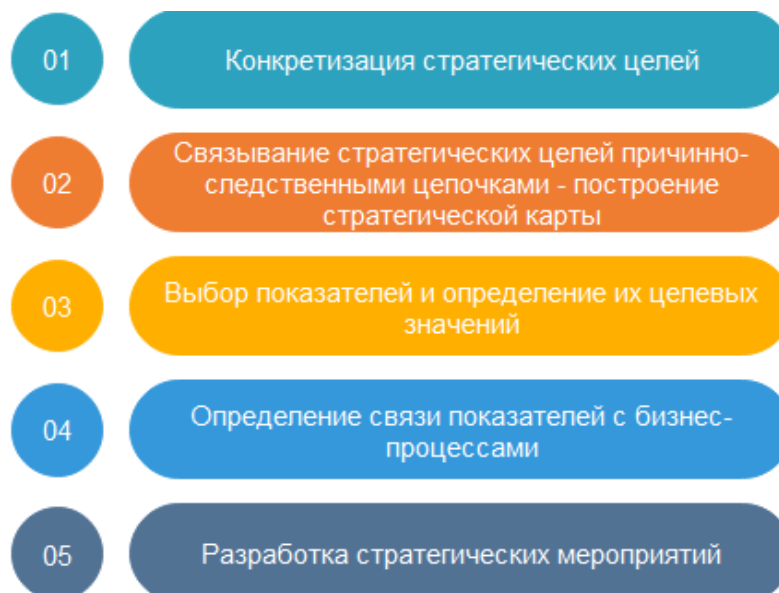 01
Конкретизация стратегических целей
02
Связывание стратегических целей причинно-
следственными цепочками - построение
стратегической карты
03
Выбор показателей и определение их целевых
значений
04
Определение связи показателей с бизнес-
процессами
05
Разработка стратегических мероприятий